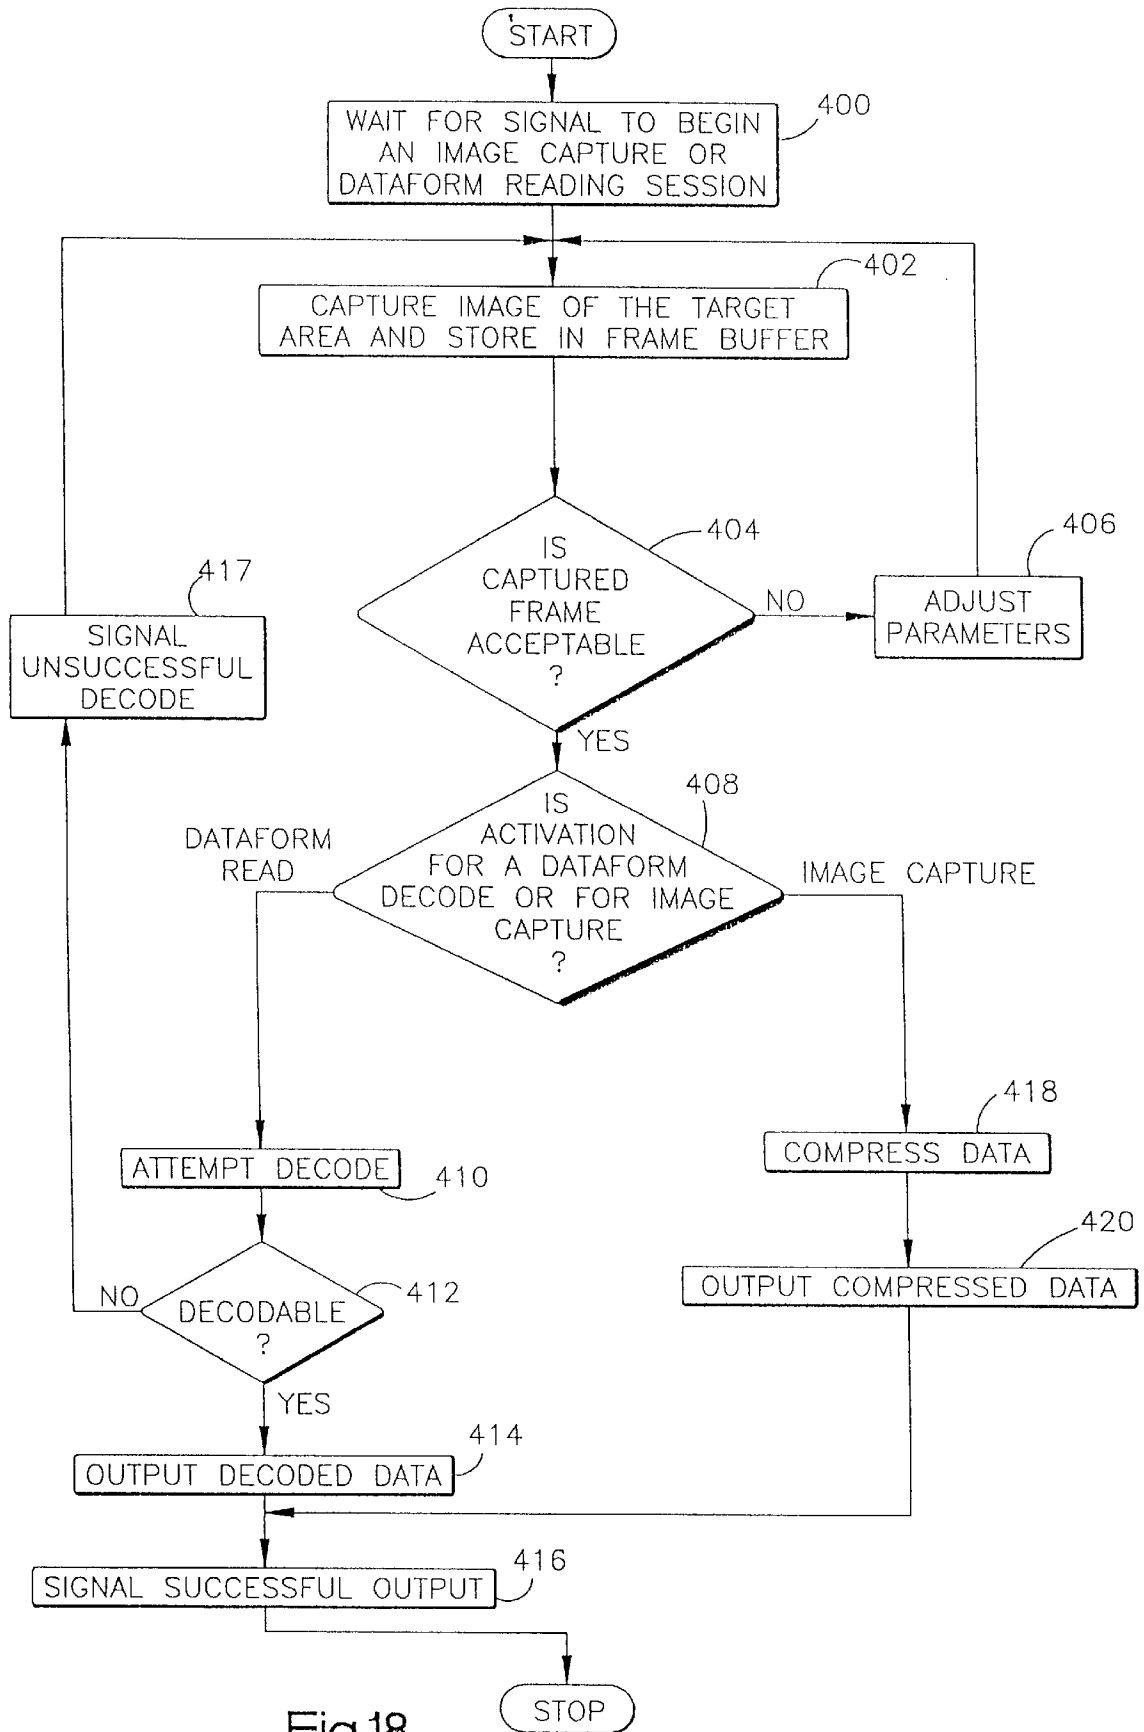 START
400
WAIT FOR SIGNAL TO BEGIN
AN IMAGE CAPTURE OR
DATAFORM READING SESSION
402
CAPTURE IMAGE OF THE TARGET
AREA AND STORE IN FRAME BUFFER
404
IS
CAPTURED
FRAME
ACCEPTABLE
?
NO
406
ADJUST
PARAMETERS
417
SIGNAL
UNSUCCESSFUL
DECODE
YES
408
IS
ACTIVATION
FOR A DATAFORM
DECODE OR FOR IMAGE
CAPTURE
?
DATAFORM
READ
IMAGE CAPTURE
418
COMPRESS DATA
ATTEMPT DECODE
410
420
OUTPUT COMPRESSED DATA
412
NO
DECODABLE
?
YES
414
OUTPUT DECODED DATA
416
SIGNAL SUCCESSFUL OUTPUT
STOP
Fig.18